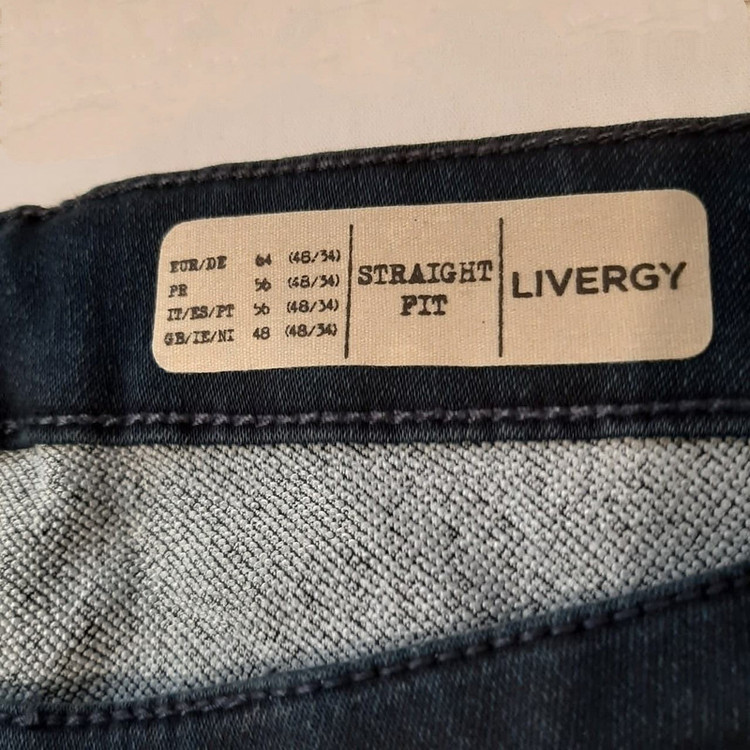 EUR/DE 64 (48/34)
FR 56 (48/34)
IT/ES/PT 56 (48/34)
GB/IE/NI 48 (48/34)
STRAIGHT
FIT
LIVERGY